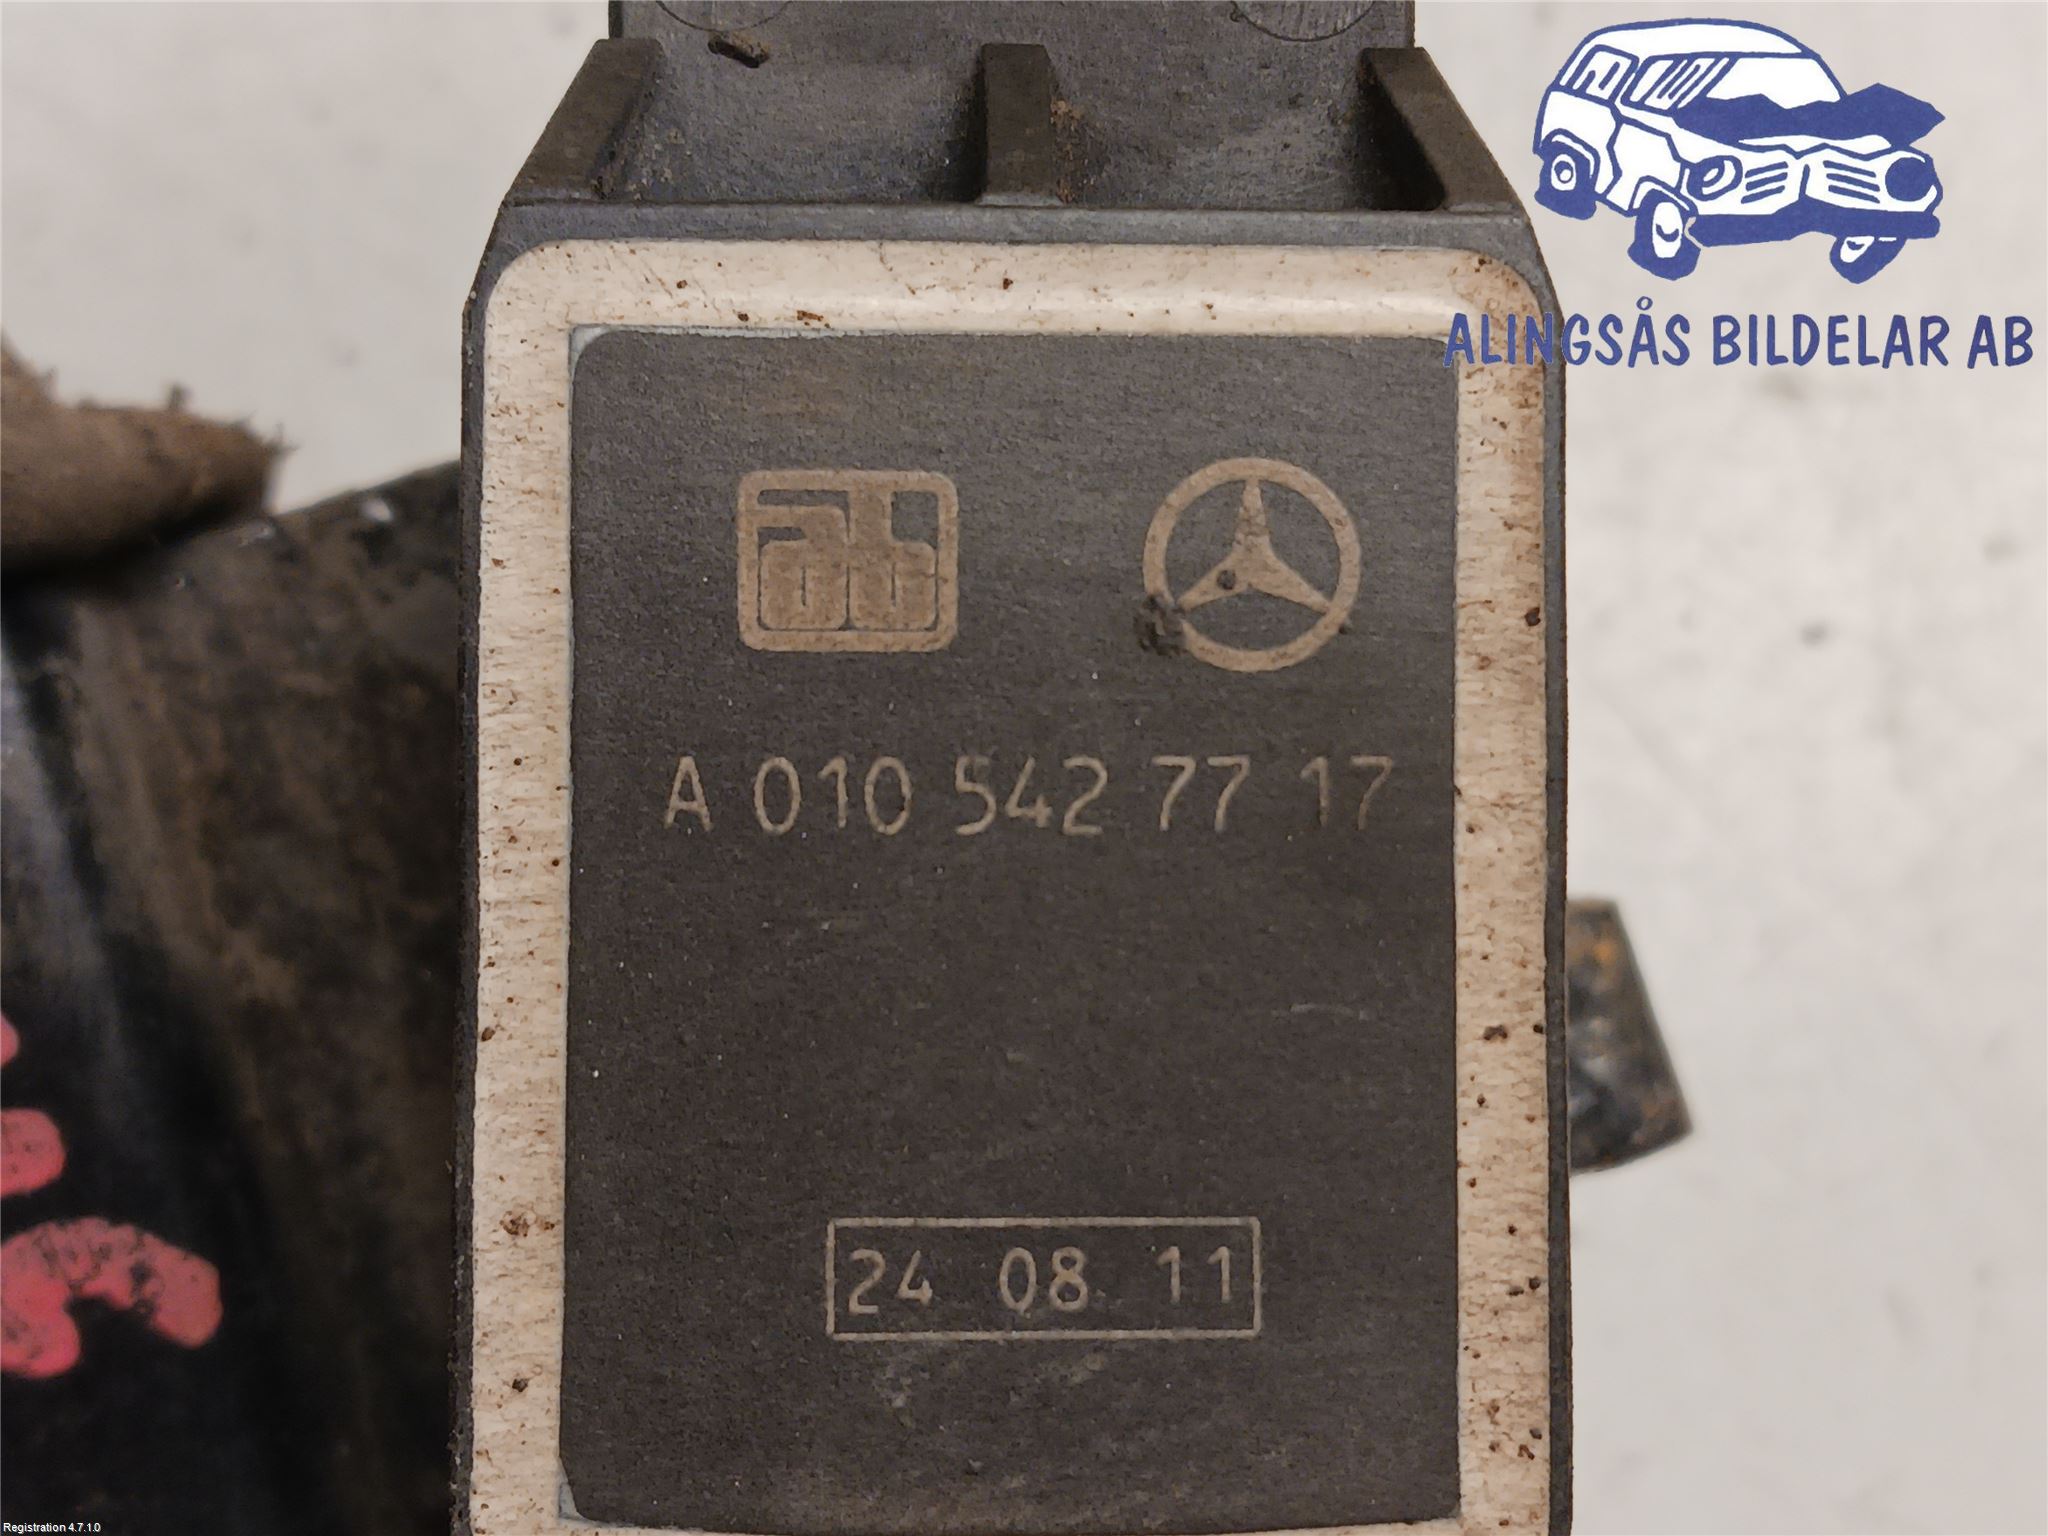 ALINGSÅS BILDELAR AB
A 010 542 77 17
24 08 11
Registration 4.7.1.0